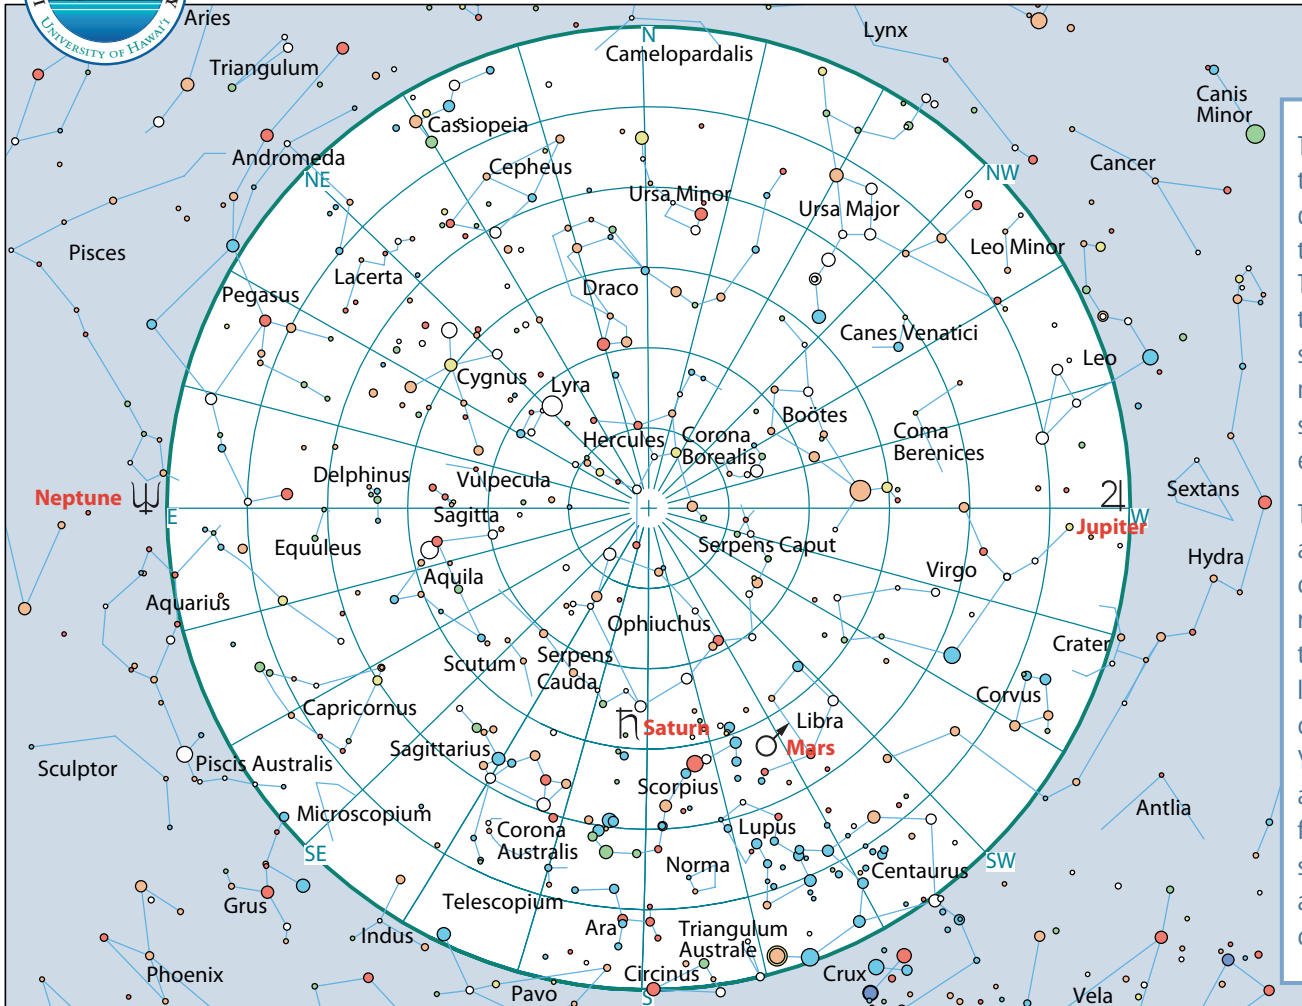 UNIVERSITY OF HAWAI'I
Aries
Lynx
Triangulum
N
Camelopardalis
Canis
Minor
Cassiopeia
Andromeda
NE
Cepheus
NW
Cancer
Ursa Minor
Ursa Major
Pisces
Lacerta
Leo Minor
Pegasus
Draco
Canes Venatici
Leo
Cygnus
Lyra
Boötes
Hercules
Corona
Borealis
Coma
Berenices
Delphinus
Vulpecula
Sextans
Neptune
E
Sagitta
W
Jupiter
Equuleus
Serpens Caput
Hydra
Aquila
Virgo
Aquarius
Ophiuchus
Crater
Scutum
Serpens
Cauda
Corvus
Capricornus
Saturn
Libra
Mars
Sagittarius
Sculptor
Piscis Australis
Scorpius
Antlia
Microscopium
Corona
Australis
Lupus
SE
Norma
SW
Centaurus
Grus
Telescopium
Indus
Ara
Triangulum
Australe
Phoenix
Circinus
Crux
Pavo
S
Vela